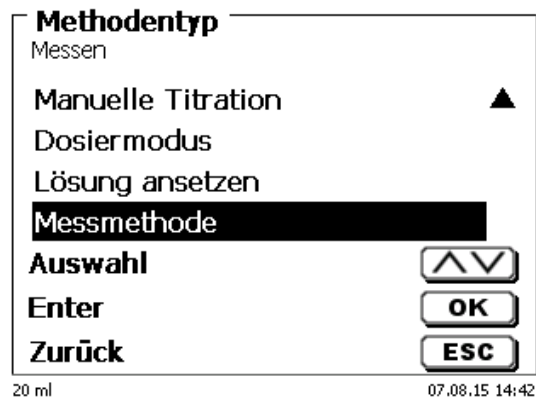 Methodentyp
Messen
Manuelle Titration
Dosiermodus
Lösung ansetzen
Messmethode
Auswahl
Enter OK
Zurück ESC
20 ml 07.08.15 14:42